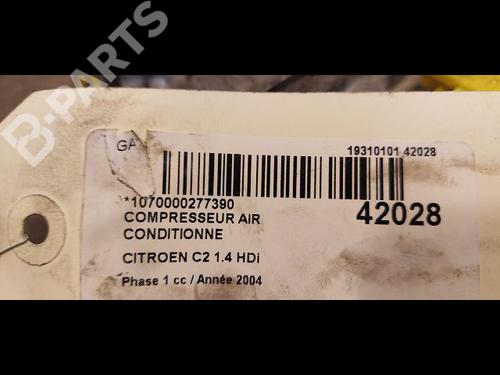 B-PARTS
GA
19310101 42028
*1070000277390
42028
COMPRESSEUR AIR
CONDITIONNE
CITROEN C2 1.4 HDi
Phase 1 cc / Année 2004